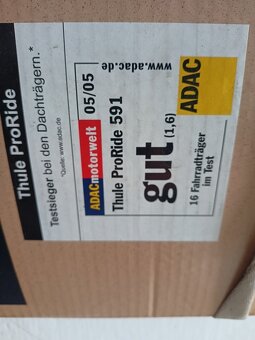 Thule ProRide
Testsieger bei den Dachträgern.*
*Quelle: www.adac.de
ADACmotorwelt 05/05
Thule ProRide 591
gut (1,6)
16 Fahrradträger
im Test
www.adac.de
ADAC